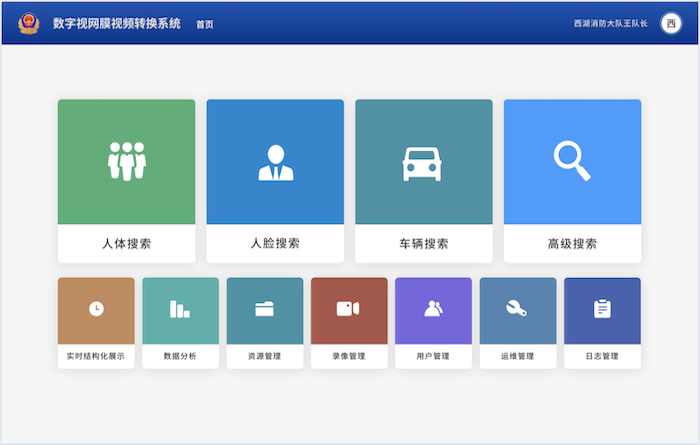 数字视网膜视频转换系统 首页 西湖消防大队王队长 西
人体搜索 人脸搜索 车辆搜索 高级搜索
实时结构化展示 数据分析 资源管理 录像管理 用户管理 运维管理 日志管理